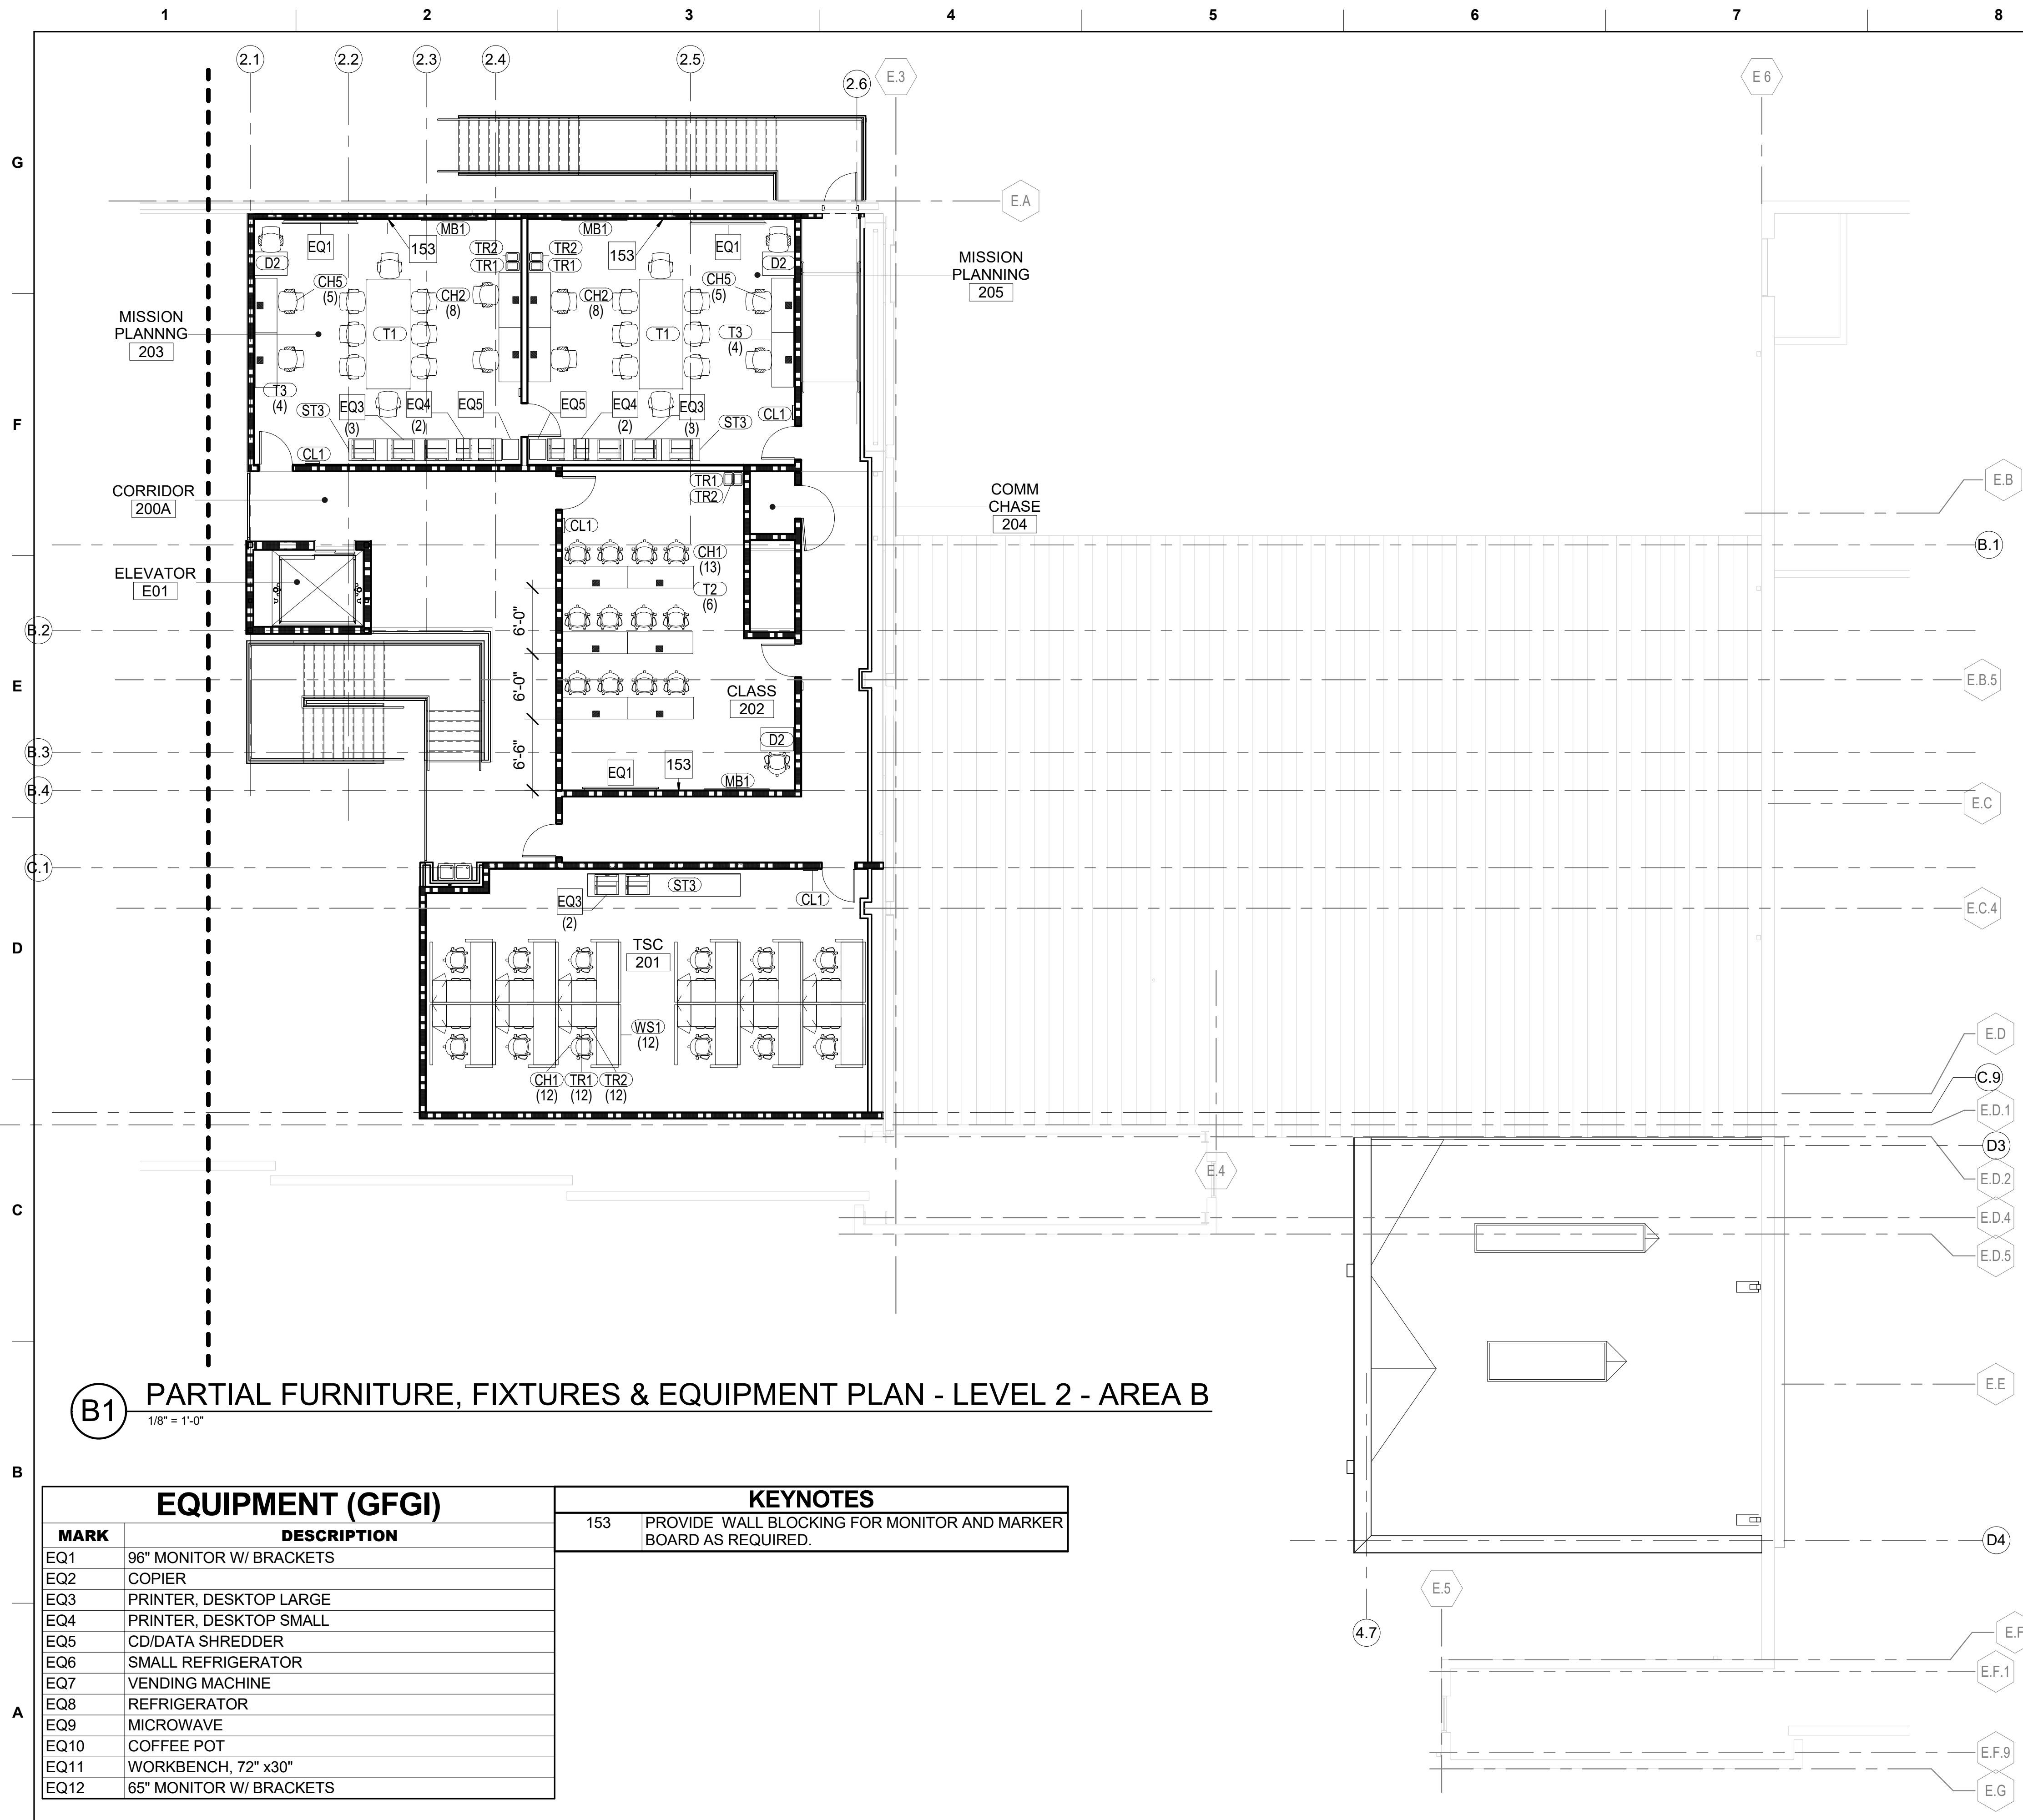 1 2 3 4 5 6 7 8
G
F
E
D
C
B
A
2.1 2.2 2.3 2.4 2.5 2.6 E.3 E 6
E.A
EQ1 153 MB1 MB1 153 EQ1
D2 TR2 TR2 D2
TR1 TR1
CH5 CH2 CH2 CH5
(5) (8) (8) (5)
MISSION
PLANNING
205
MISSION
PLANNNG
203
T1 T1 T3
(4)
T3
(4)
ST3 EQ3 EQ4 EQ5 EQ5 EQ4 EQ3 CL1
(3) (2) (2) (3) ST3
CL1
CORRIDOR
200A
TR1
TR2
COMM
CHASE
204
E.B
CL1
CH1
(13)
B.1
ELEVATOR
E01
T2
(6)
6'-0"
B.2
6'-0"
E.B.5
CLASS
202
D2
B.3
6'-6"
EQ1 153 MB1
B.4
E.C
C.1
ST3
EQ3
(2)
CL1
E.C.4
TSC
201
WS1
(12)
E.D
CH1 TR1 TR2
(12) (12) (12)
C.9
E.D.1
D3
E.4
E.D.2
E.D.4
E.D.5
E.E
B1
PARTIAL FURNITURE, FIXTURES & EQUIPMENT PLAN - LEVEL 2 - AREA B
1/8" = 1'-0"
D4
E.5
4.7
E.F
E.F.1
E.F.9
E.G
EQUIPMENT (GFGI)
MARK DESCRIPTION
EQ1 96" MONITOR W/ BRACKETS
EQ2 COPIER
EQ3 PRINTER, DESKTOP LARGE
EQ4 PRINTER, DESKTOP SMALL
EQ5 CD/DATA SHREDDER
EQ6 SMALL REFRIGERATOR
EQ7 VENDING MACHINE
EQ8 REFRIGERATOR
EQ9 MICROWAVE
EQ10 COFFEE POT
EQ11 WORKBENCH, 72" x30"
EQ12 65" MONITOR W/ BRACKETS
KEYNOTES
153 PROVIDE WALL BLOCKING FOR MONITOR AND MARKER
BOARD AS REQUIRED.